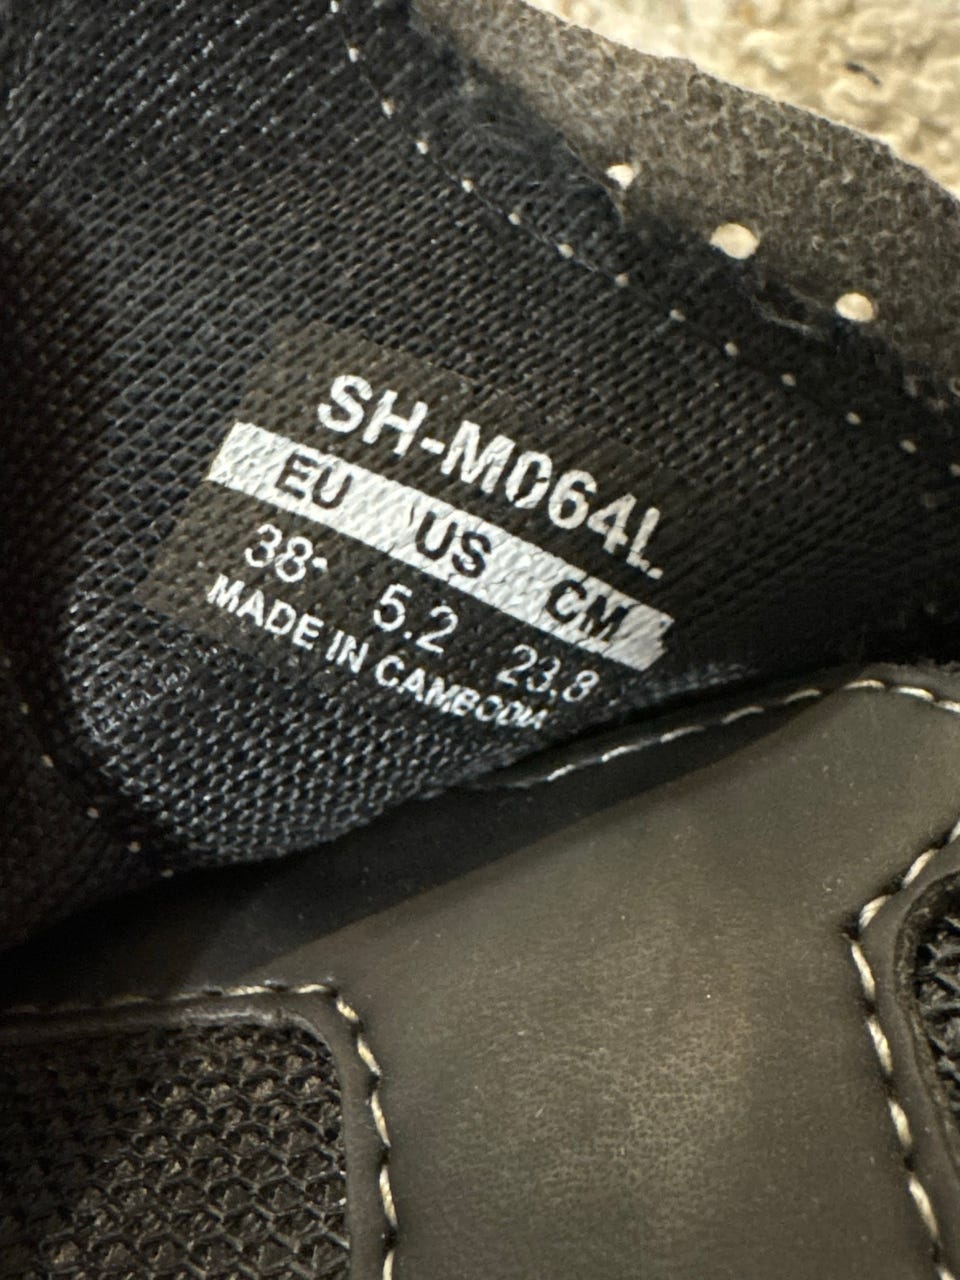 SH-M064L
EU US CM
38 5.2 23.8
MADE IN CAMBODIA